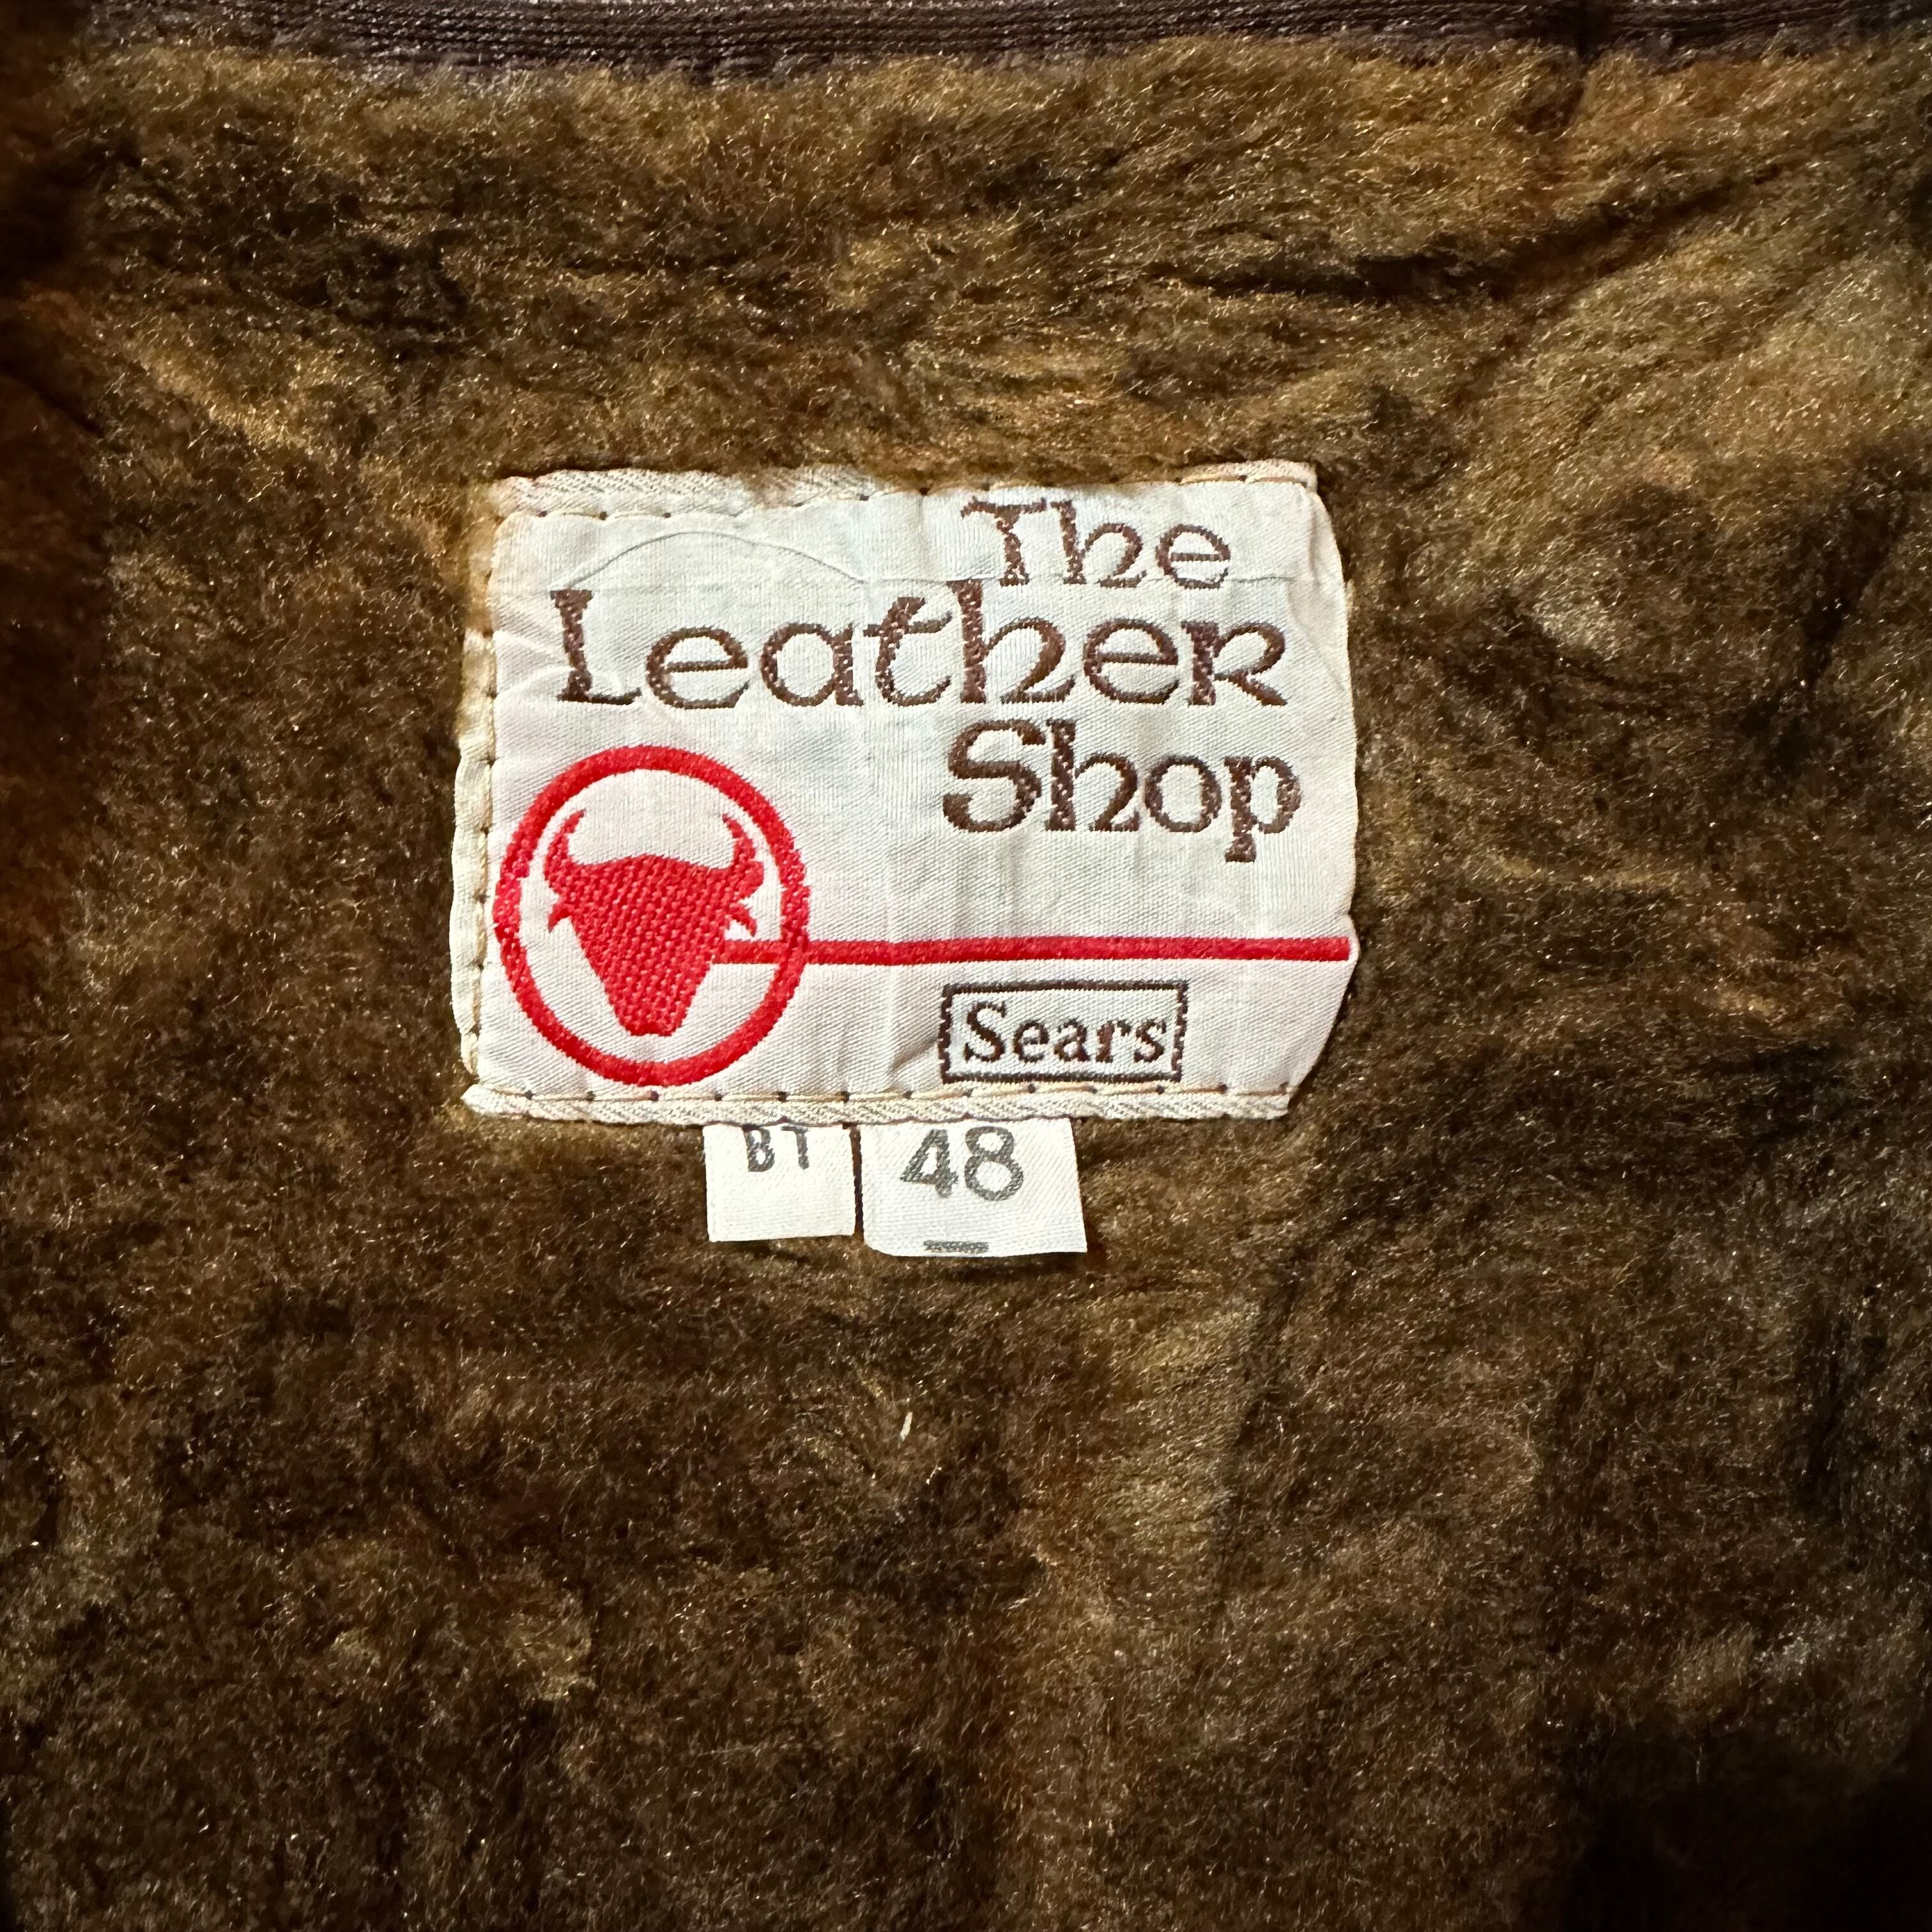 The
Leather
Shop
Sears
BT 48